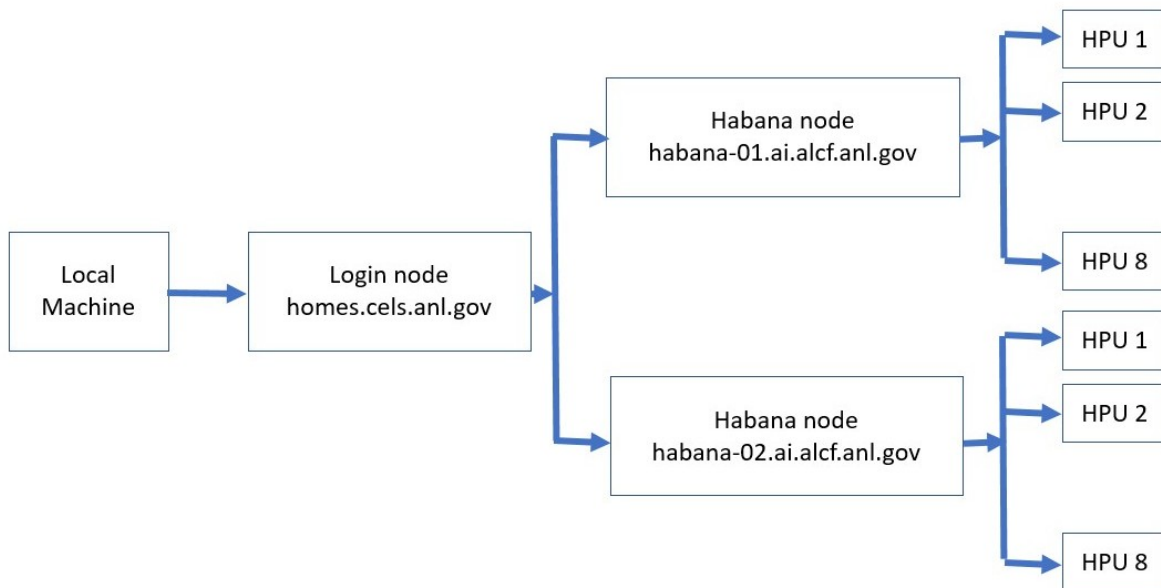 Local
Machine
Login node
homes.cels.anl.gov
Habana node
habana-01.ai.alcf.anl.gov
HPU 1
HPU 2
HPU 8
Habana node
habana-02.ai.alcf.anl.gov
HPU 1
HPU 2
HPU 8